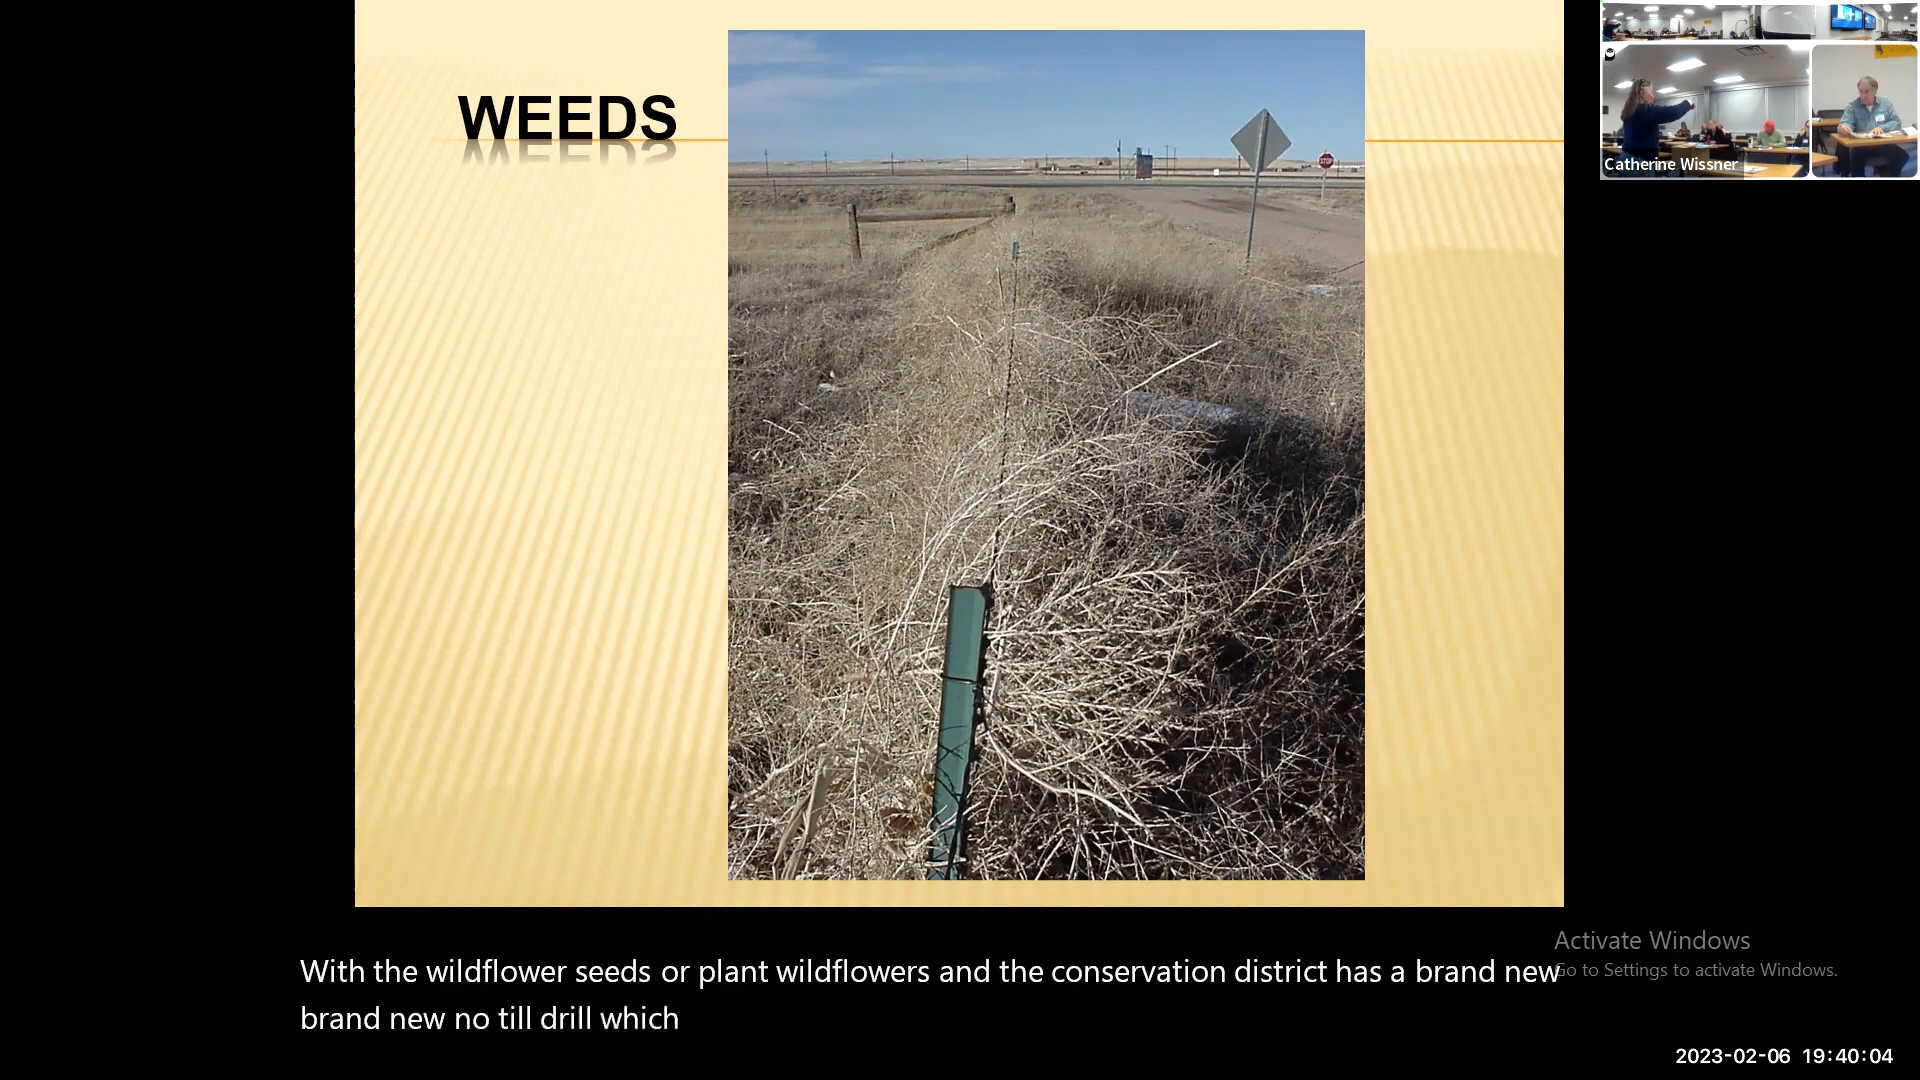 WEEDS
STOP
Catherine Wissner
With the wildflower seeds or plant wildflowers and the conservation district has a brand new
brand new no till drill which
Activate Windows
Go to Settings to activate Windows.
2023-02-06 19:40:04